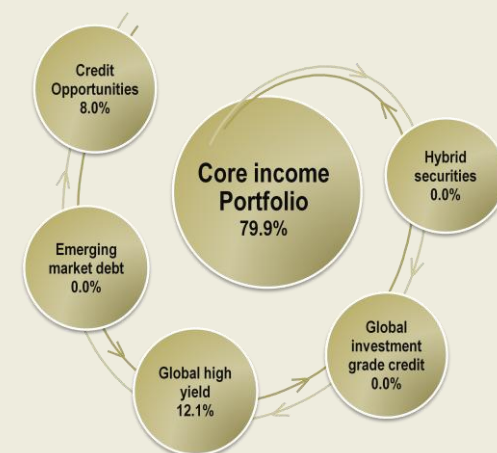 Credit
Opportunities
8.0%
Core income
Portfolio
79.9%
Hybrid
securities
0.0%
Emerging
market debt
0.0%
Global
investment
grade credit
0.0%
Global high
yield
12.1%